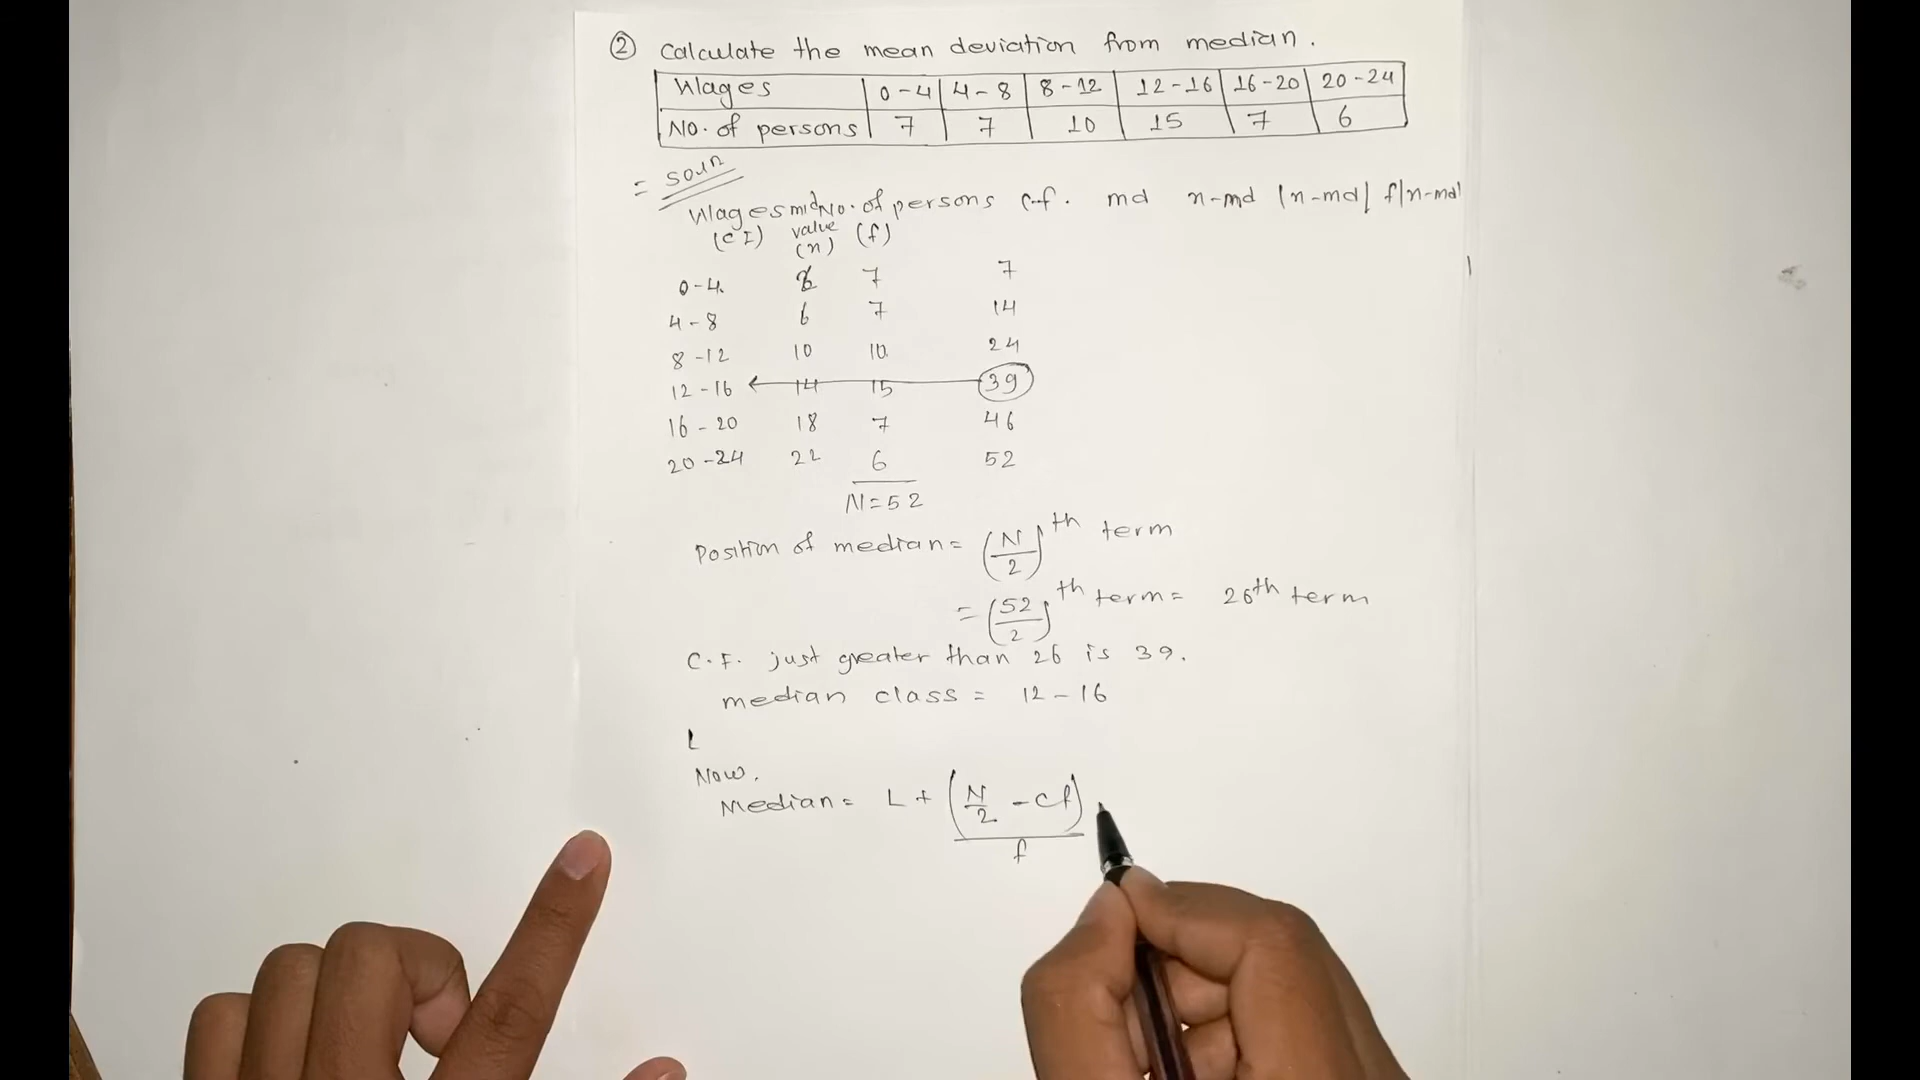 ② Calculate the mean deviation from median.
Wages 0-4 4-8 8-12 12-16 16-20 20-24
No. of persons 7 7 10 15 7 6
= Soln
Wages mid No. of persons c.f. md x-md |x-md| f|x-md|
(CI) value (f)
(x)
0-4 2 7 7
4-8 6 7 14
8-12 10 10 24
12-16 ← 14 15 39
16-20 18 7 46
20-24 22 6 52
N=52
Position of median = (N/2)th term
= (52/2)th term = 26th term
C.F. just greater than 26 is 39.
median class = 12-16
L
Now,
Median = L + (N/2 - cf)
f